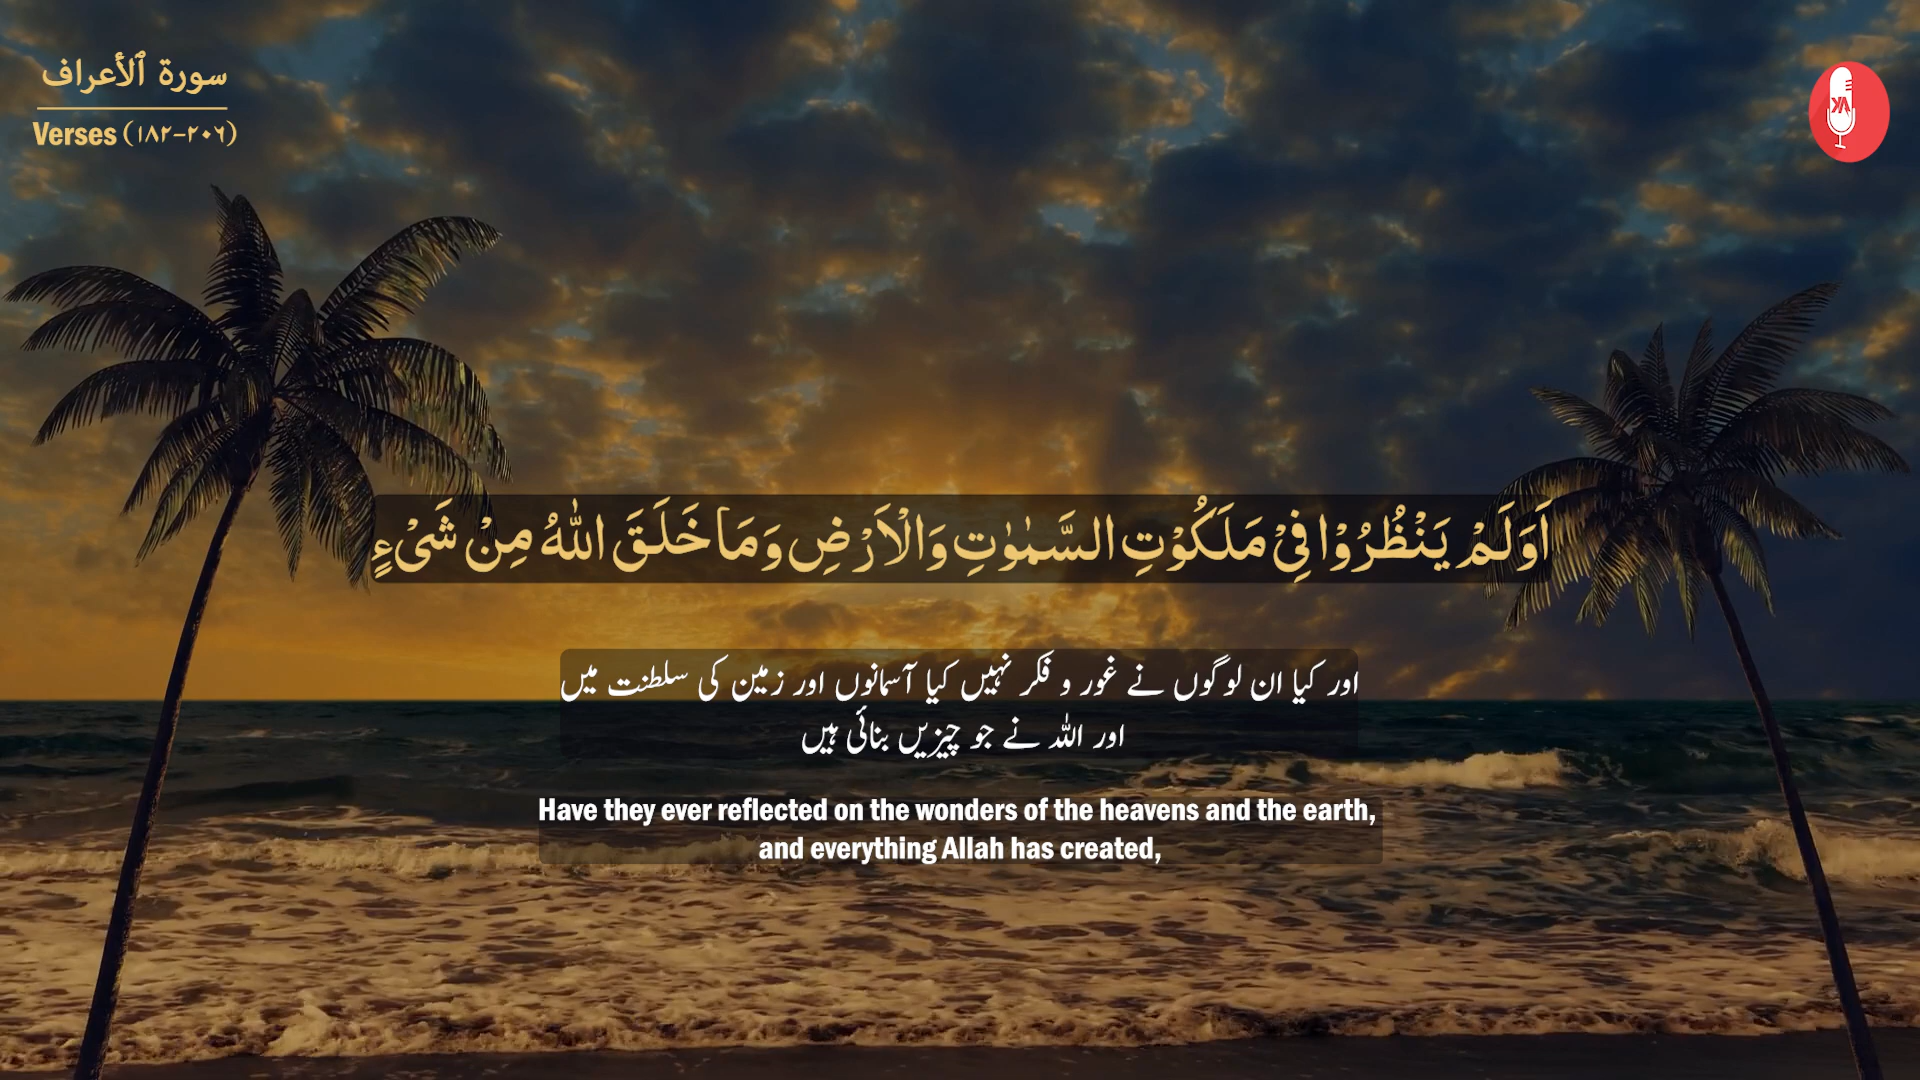 سورة ٱلأعراف
Verses (١٨٢-٢٠٦)
اَوَلَمْ يَنْظُرُوْا فِىْ مَلَكُوْتِ السَّمٰوٰتِ وَالْاَرْضِ وَمَا خَلَقَ اللّٰهُ مِنْ شَىْءٍ
اور کیا ان لوگوں نے غور و فکر نہیں کیا آسمانوں اور زمین کی سلطنت میں
اور اللہ نے جو چیزیں بنائی ہیں
Have they ever reflected on the wonders of the heavens and the earth,
and everything Allah has created,